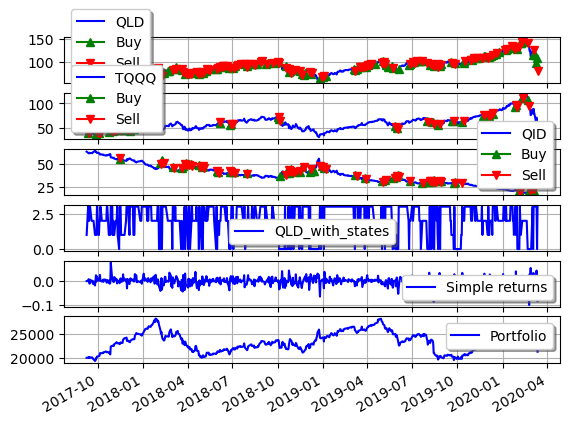 QLD
Buy
Sell
150
100
TQQQ
Buy
Sell
100
50
QID
Buy
Sell
50
25
QLD_with_states
2.5
0.0
Simple returns
0.0
−0.1
Portfolio
25000
20000
2017-10 2018-01 2018-04 2018-07 2018-10 2019-01 2019-04 2019-07 2019-10 2020-01 2020-04